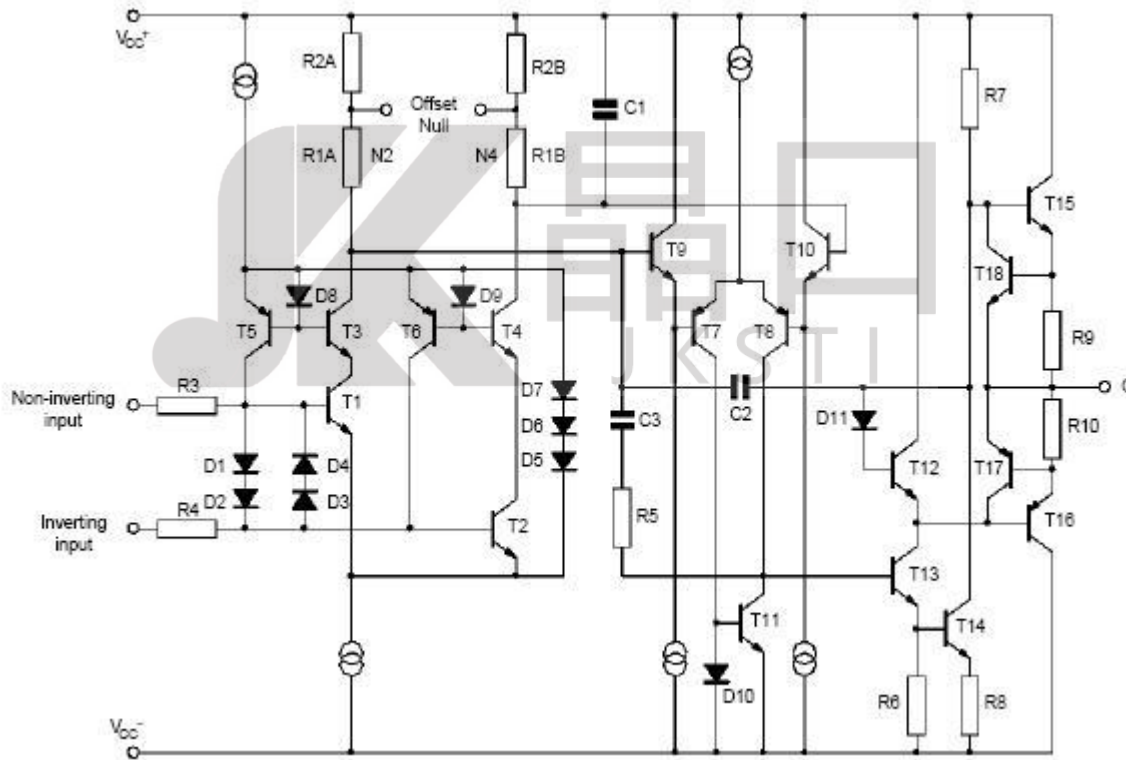 VCC+
R2A
R2B
Offset
Null
C1
R7
R1A
N2
N4
R1B
T15
T9
T10
T18
D8
D9
T5
T3
T6
T4
T7
T8
R9
JKSTI
R3
Non-inverting
input
T1
D7
D6
D5
C3
C2
D11
R10
D1
D4
D2
D3
T12
T17
Inverting
input
R4
T2
R5
T16
T13
T11
T14
D10
R6
R8
VCC-